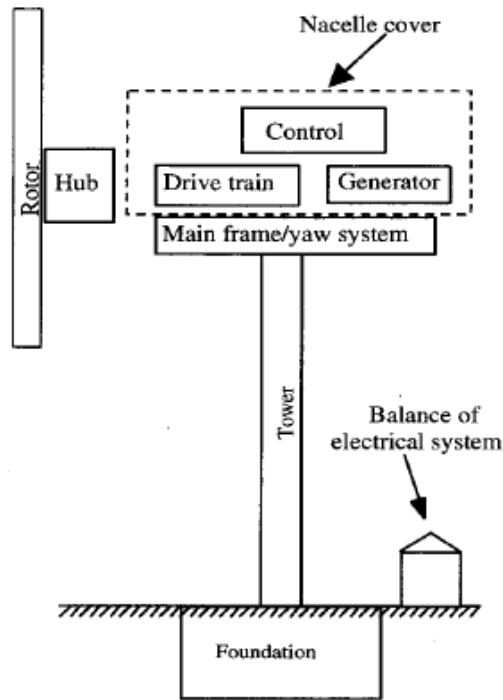 Nacelle cover
Control
Rotor
Hub
Drive train
Generator
Main frame/yaw system
Tower
Balance of
electrical system
Foundation